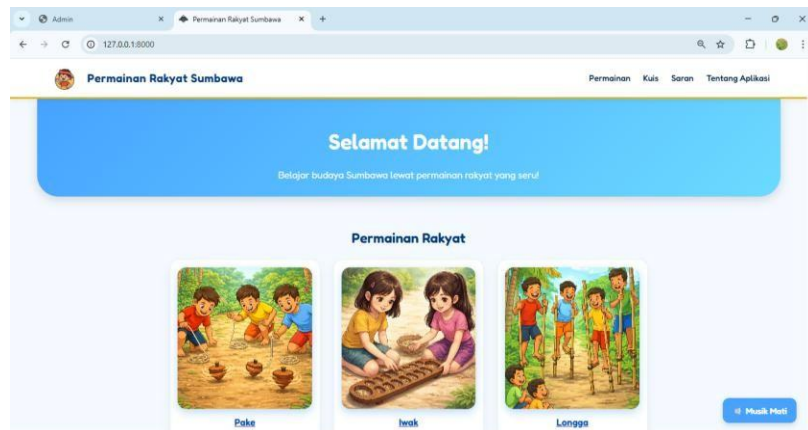 Admin
Permainan Rakyat Sumbawa
127.0.0.1:8000
Permainan Rakyat Sumbawa
Permainan Kuis Saran Tentang Aplikasi
Selamat Datang!
Belajar budaya Sumbawa lewat permainan rakyat yang seru!
Permainan Rakyat
Pake Iwak Longga
Musik Mati